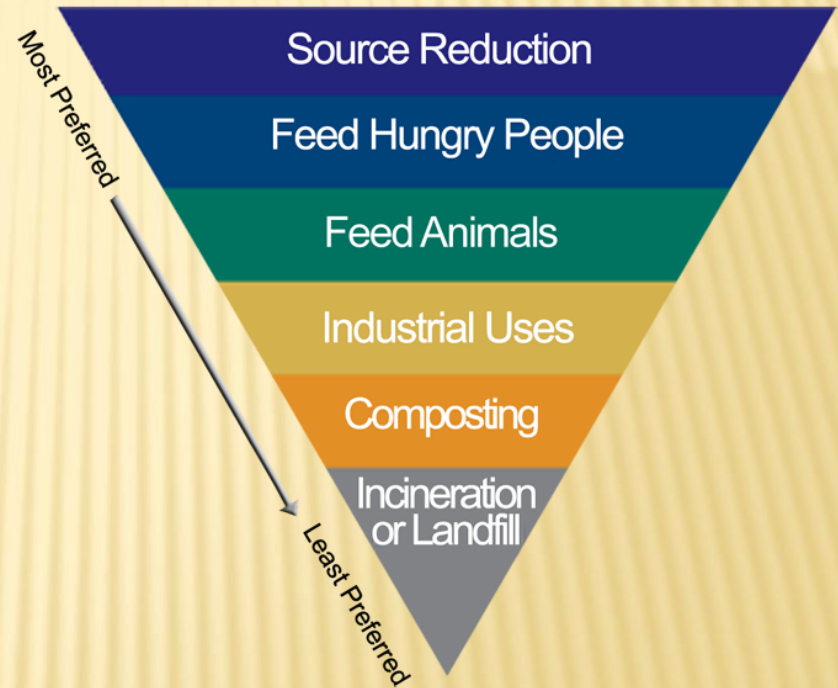 Most Preferred
Source Reduction
Feed Hungry People
Feed Animals
Industrial Uses
Composting
Incineration
or Landfill
Least Preferred